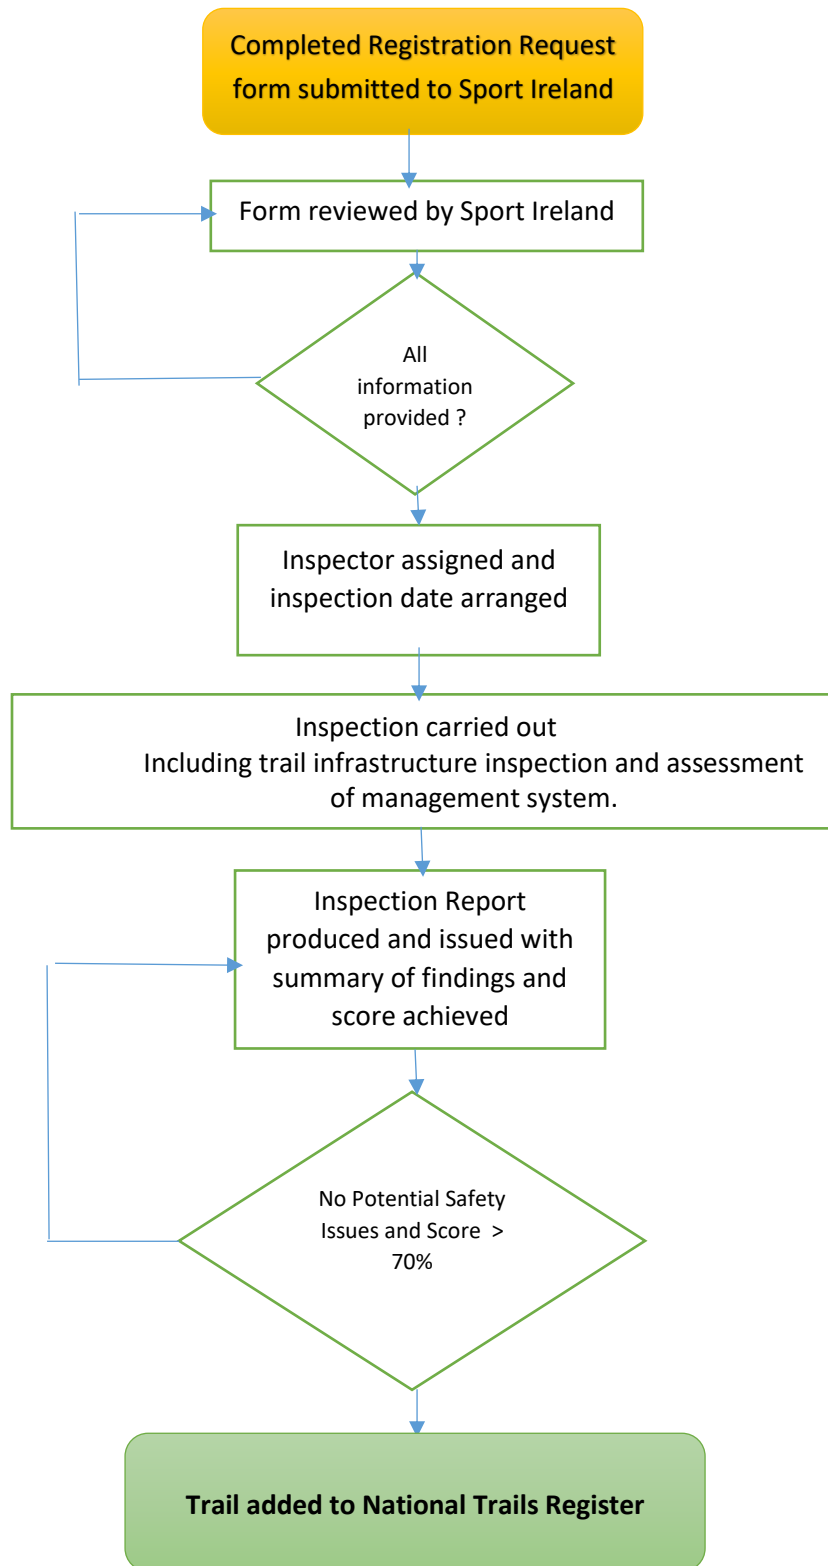 Completed Registration Request
form submitted to Sport Ireland
Form reviewed by Sport Ireland
All
information
provided ?
Inspector assigned and
inspection date arranged
Inspection carried out
Including trail infrastructure inspection and assessment
of management system.
Inspection Report
produced and issued with
summary of findings and
score achieved
No Potential Safety
Issues and Score >
70%
Trail added to National Trails Register